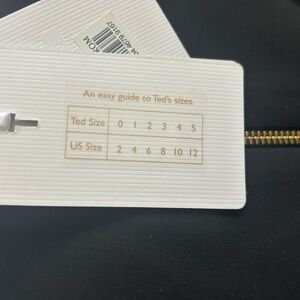 An easy guide to Ted's sizes.
Ted Size 0 1 2 3 4 5
US Size 2 4 6 8 10 12